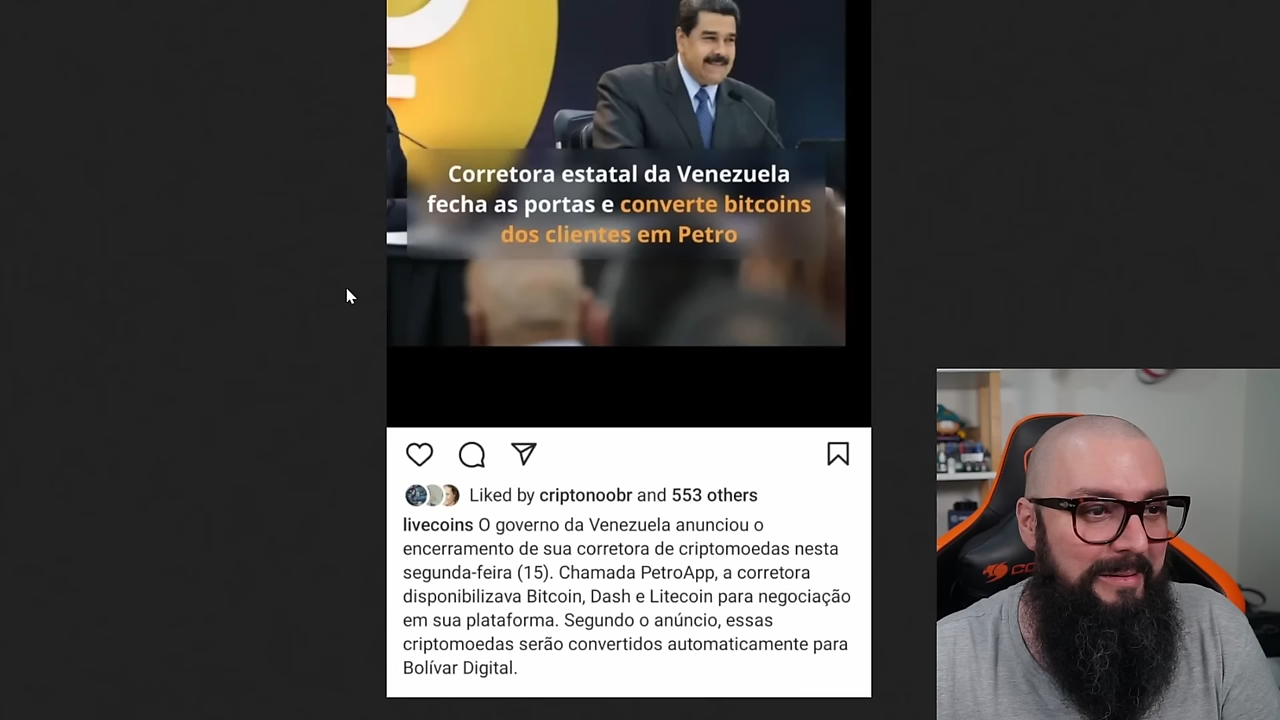 Corretora estatal da Venezuela
fecha as portas e converte bitcoins
dos clientes em Petro
Liked by criptonoobr and 553 others
livecoins O governo da Venezuela anunciou o
encerramento de sua corretora de criptomoedas nesta
segunda-feira (15). Chamada PetroApp, a corretora
disponibilizava Bitcoin, Dash e Litecoin para negociação
em sua plataforma. Segundo o anúncio, essas
criptomoedas serão convertidos automaticamente para
Bolívar Digital.